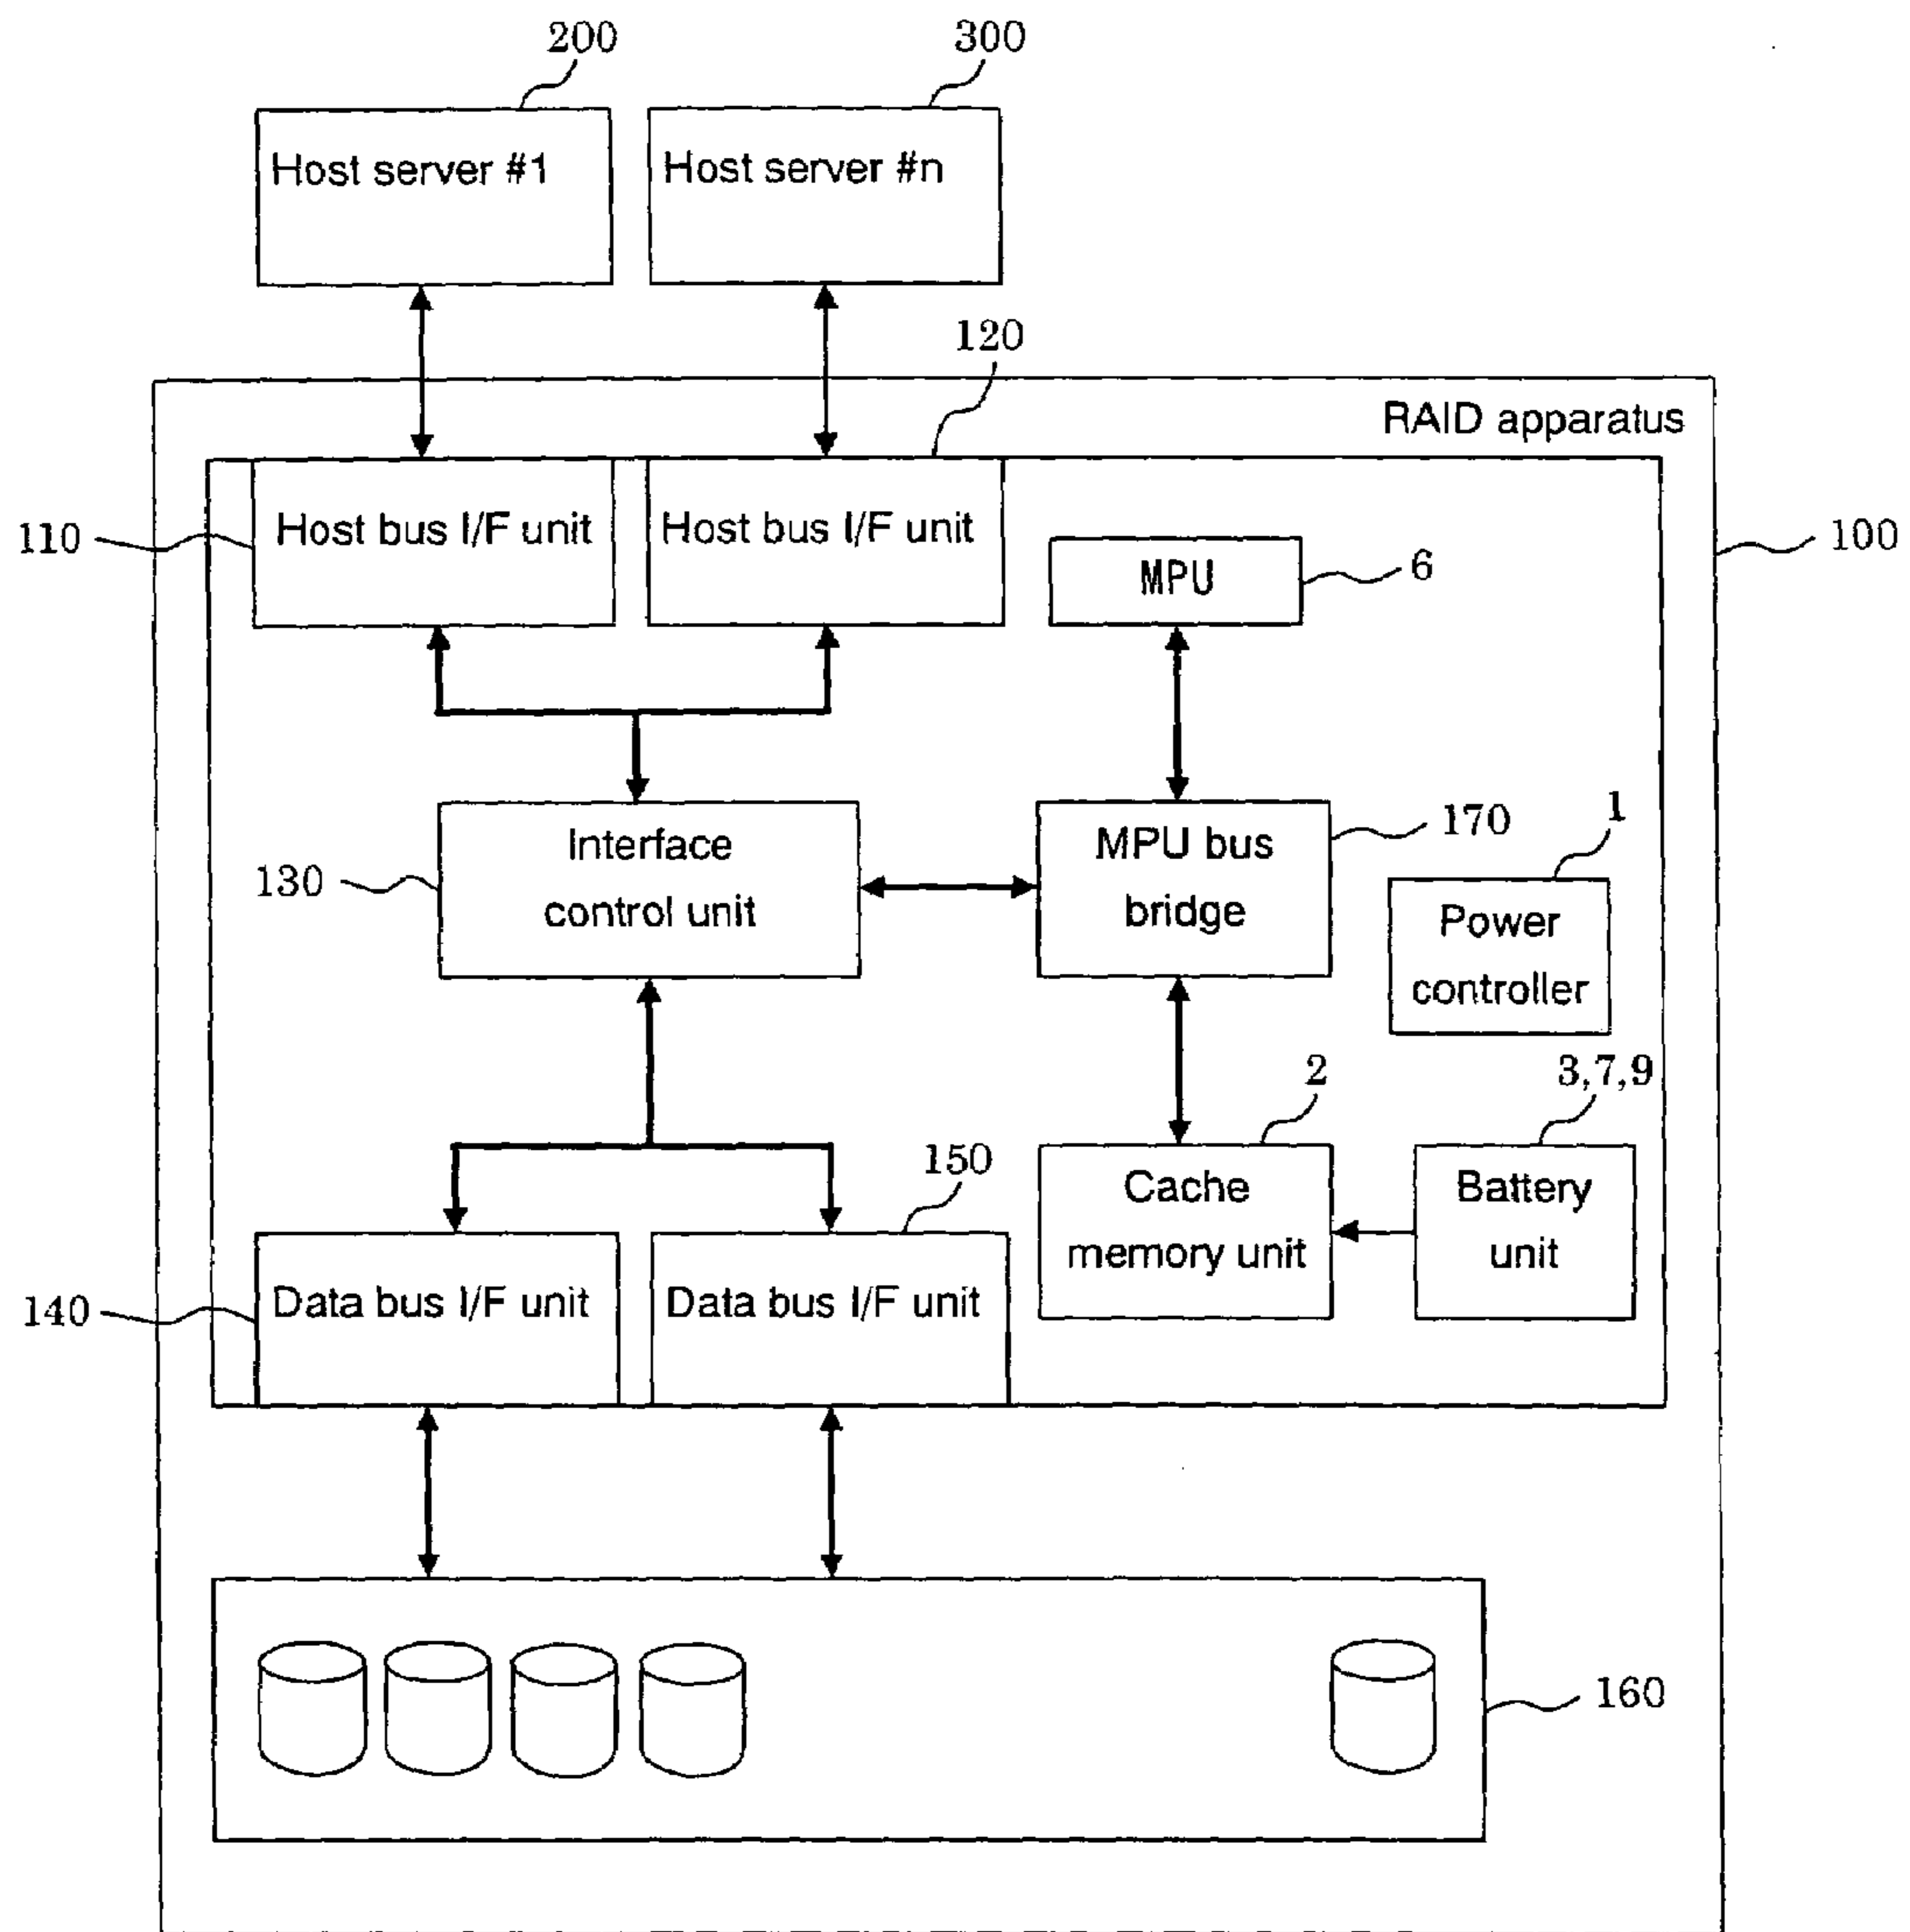 200
300
Host server #1
Host server #n
120
RAID apparatus
110
Host bus I/F unit
Host bus I/F unit
MPU
6
100
130
Interface
control unit
MPU bus
bridge
170
1
Power
controller
2
3,7,9
150
Cache
memory unit
Battery
unit
140
Data bus I/F unit
Data bus I/F unit
160